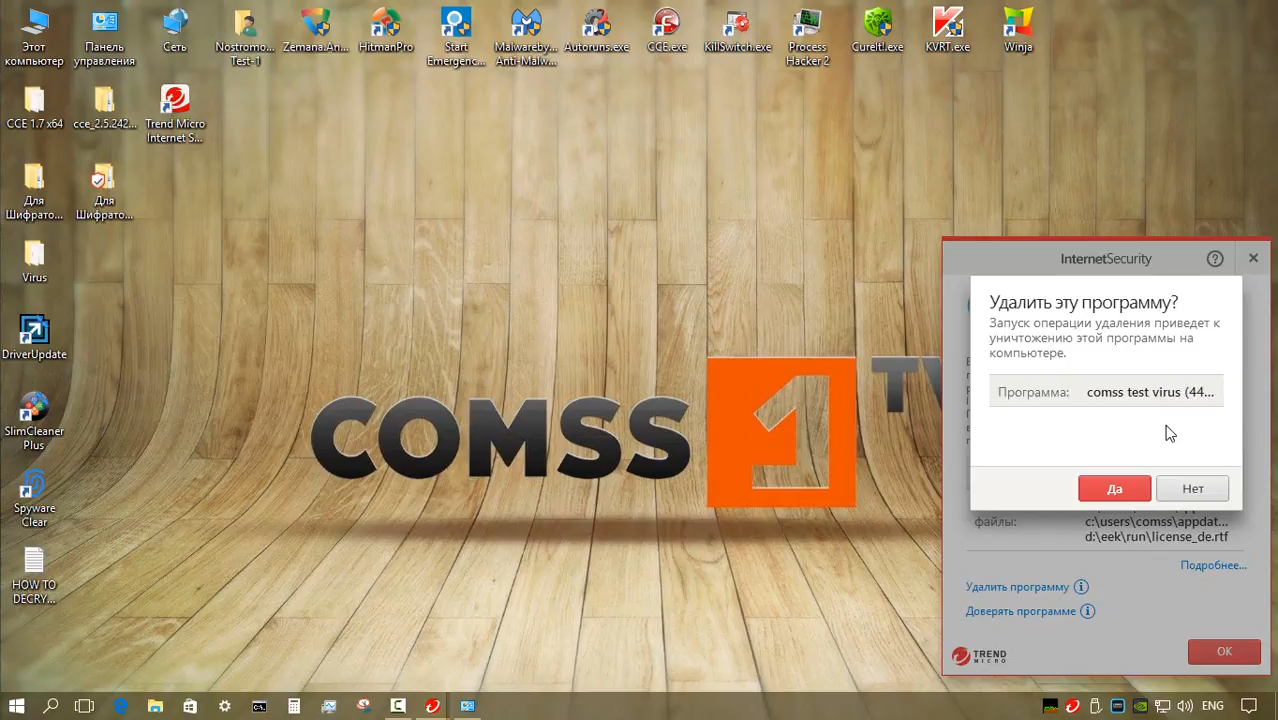 Этот
компьютер
Панель
управления
Сеть
Nostromo...
Test-1
Zemana.An...
HitmanPro
Start
Emergenc...
Malwareby...
Anti-Malw...
Autoruns.exe
CCE.exe
KillSwitch.exe
Process
Hacker 2
CureIt!.exe
KVRT.exe
Winja
CCE 1.7 x64
cce_2.5.242...
Trend Micro
Internet S...
Для
Шифрато...
Для
Шифрато...
Virus
DriverUpdate
SlimCleaner
Plus
Spyware
Clear
HOW TO
DECRY...
COMSS 1 TV
InternetSecurity
Удалить эту программу?
Запуск операции удаления приведет к
уничтожению этой программы на
компьютере.
Программа: comss test virus (44...
Да Нет
файлы: c:\users\comss\appdat...
d:\eek\run\license_de.rtf
Подробнее...
Удалить программу
Доверять программе
TREND
MICRO
OK
ENG